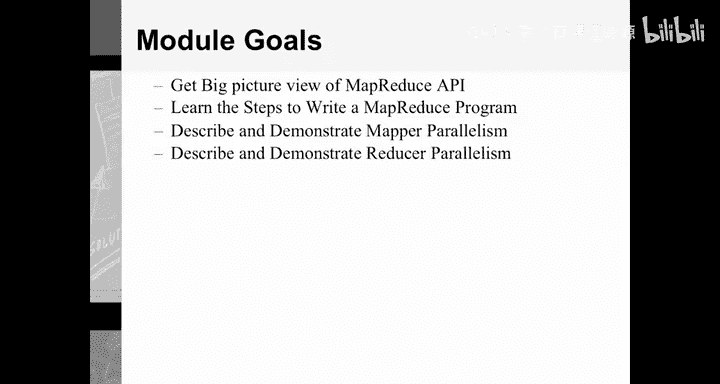 Module Goals
bilibili
– Get Big picture view of MapReduce API
– Learn the Steps to Write a MapReduce Program
– Describe and Demonstrate Mapper Parallelism
– Describe and Demonstrate Reducer Parallelism